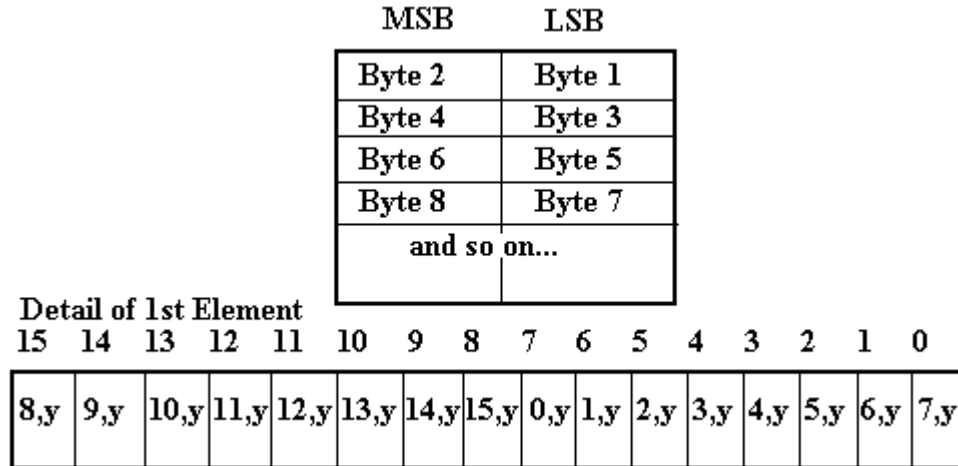 MSB LSB
Byte 2 Byte 1
Byte 4 Byte 3
Byte 6 Byte 5
Byte 8 Byte 7
and so on...
Detail of 1st Element
15 14 13 12 11 10 9 8 7 6 5 4 3 2 1 0
8,y 9,y 10,y 11,y 12,y 13,y 14,y 15,y 0,y 1,y 2,y 3,y 4,y 5,y 6,y 7,y